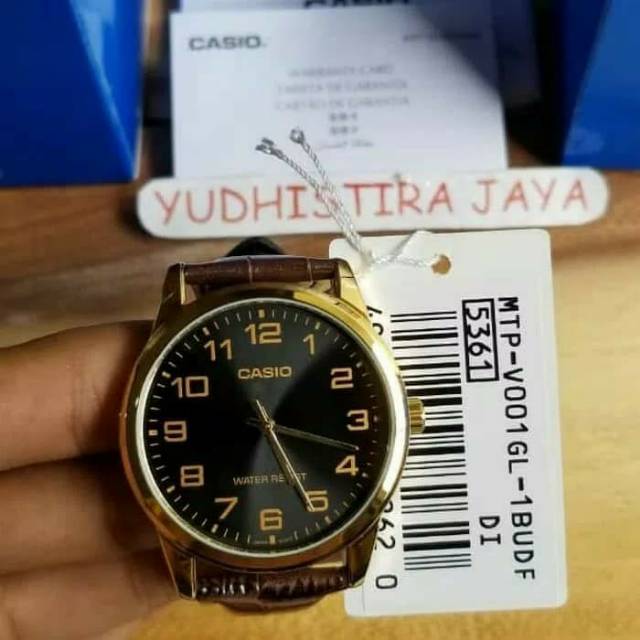 CASIO
WARRANTY CARD
TARJETA DE GARANTIA
CARTÃO DE GARANTIA
YUDHISTIRA JAYA
MTP-V001GL-1BUDF
5361
DI
12
1
2
3
4
5
6
7
8
9
10
11
CASIO
WATER RESIST